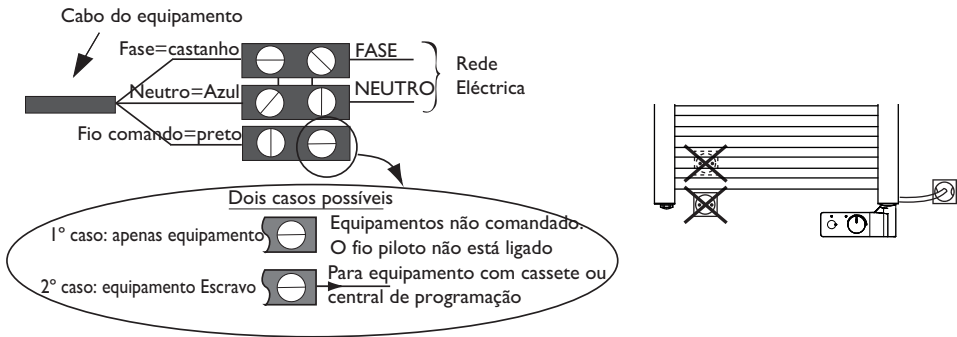 Cabo do equipamento
Fase=castanho
FASE
Rede
Eléctrica
Neutro=Azul
NEUTRO
Fio comando=preto
Dois casos possíveis
1º caso: apenas equipamento
Equipamentos não comandado.
O fio piloto não está ligado
2º caso: equipamento Escravo
Para equipamento com cassete ou
central de programação